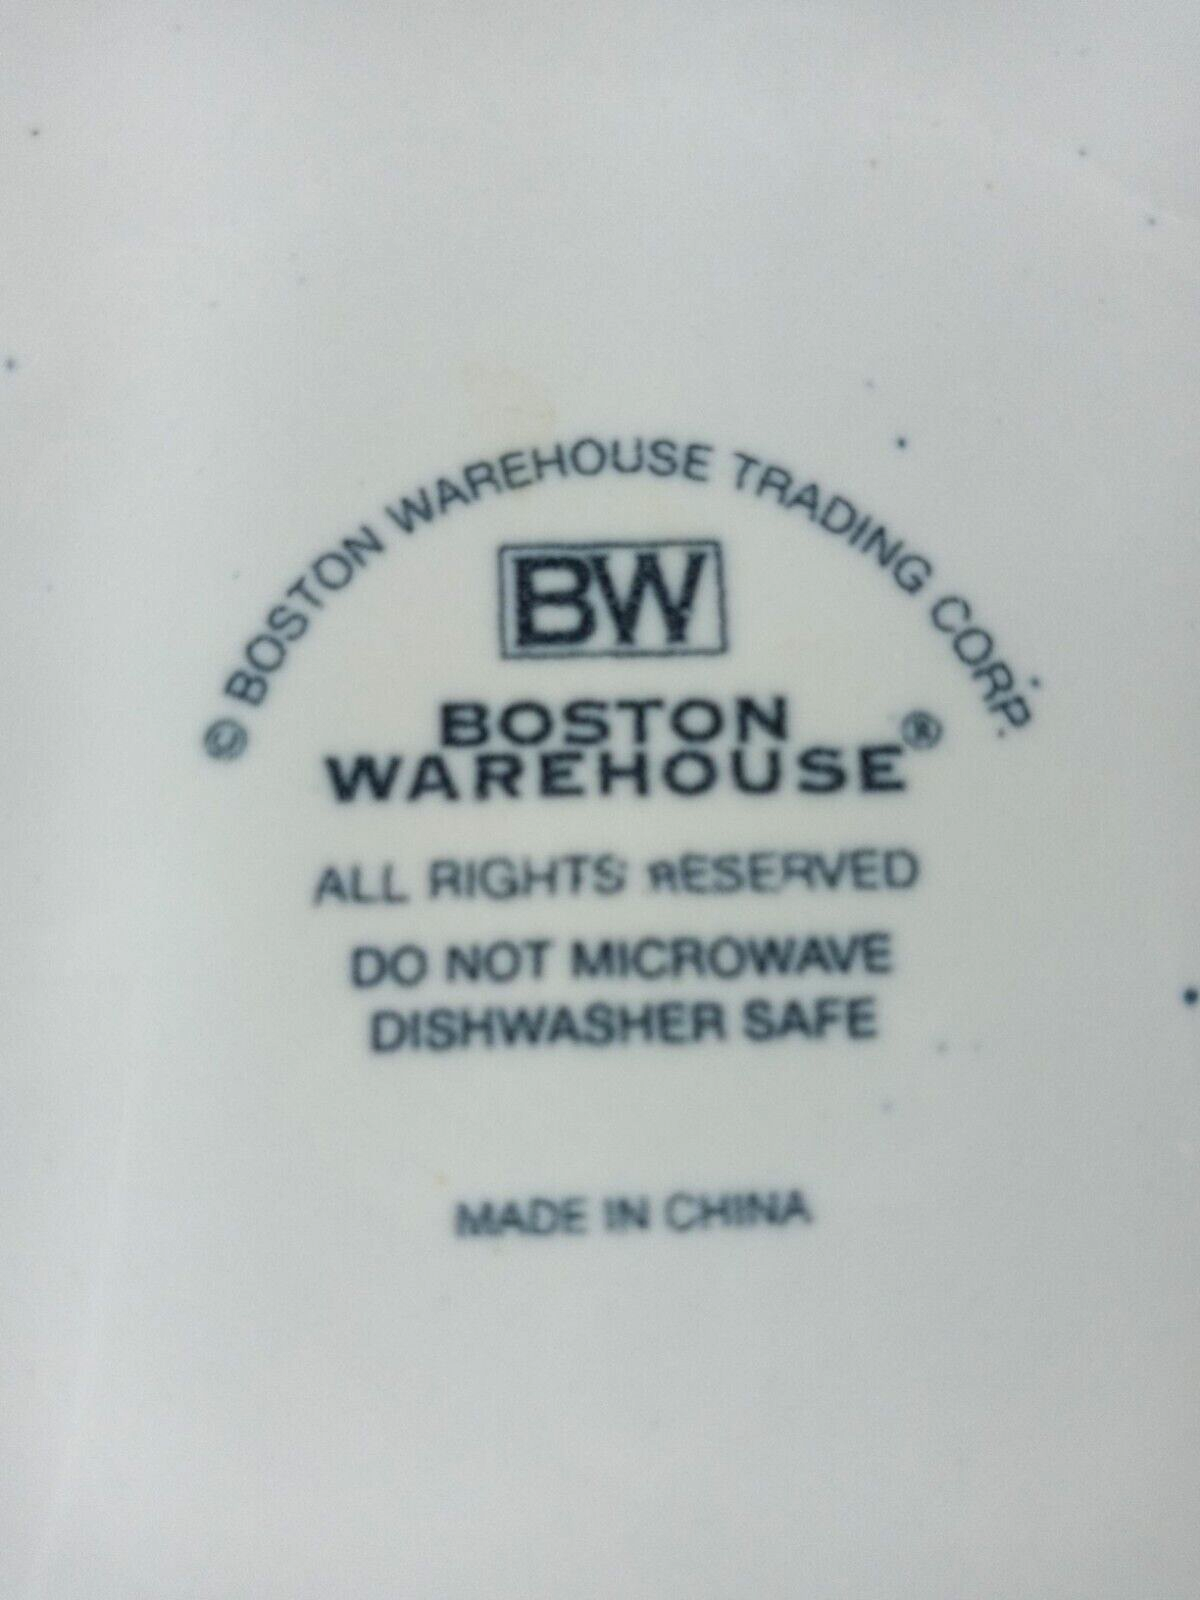 © BOSTON WAREHOUSE TRADING CORP.
BW
BOSTON
WAREHOUSE®
ALL RIGHTS RESERVED
DO NOT MICROWAVE
DISHWASHER SAFE
MADE IN CHINA